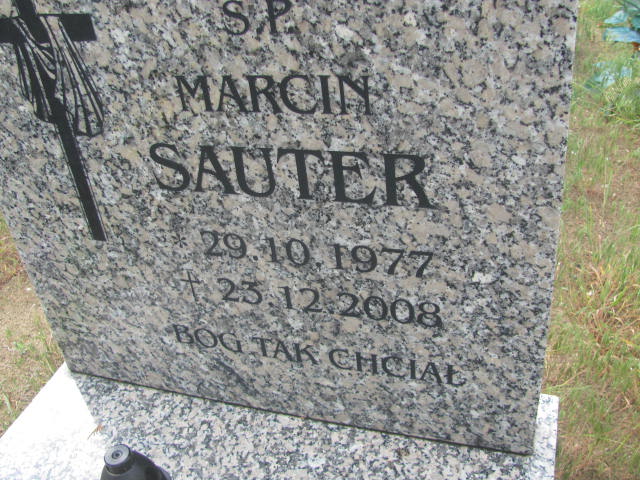 Ś.P.
MARCIN
SAUTER
* 29.10.1977
† 25.12.2008
BÓG TAK CHCIAŁ